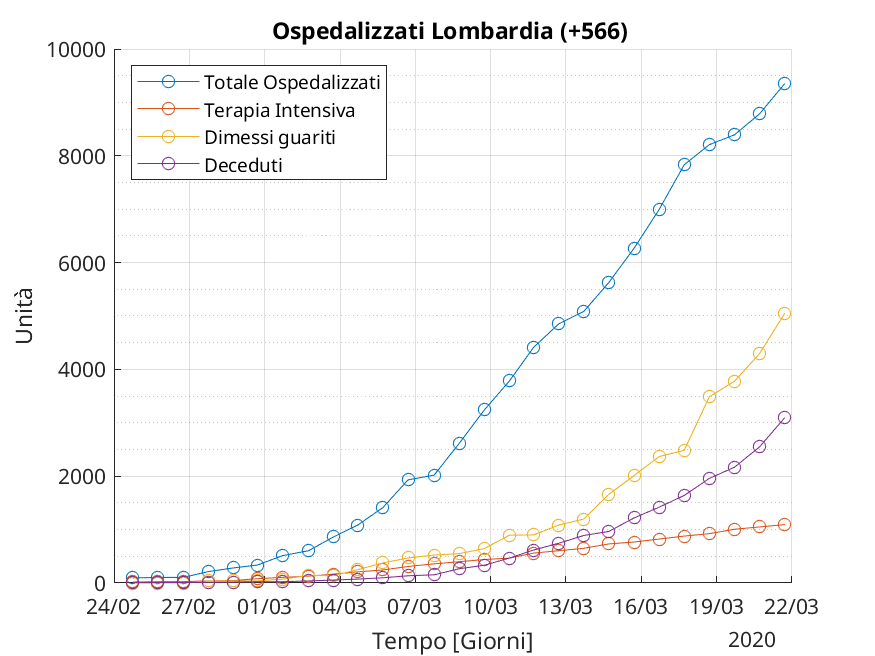 Ospedalizzati Lombardia (+566)
10000
8000
6000
4000
2000
0
Unità
Totale Ospedalizzati
Terapia Intensiva
Dimessi guariti
Deceduti
24/02 27/02 01/03 04/03 07/03 10/03 13/03 16/03 19/03 22/03
Tempo [Giorni]
2020